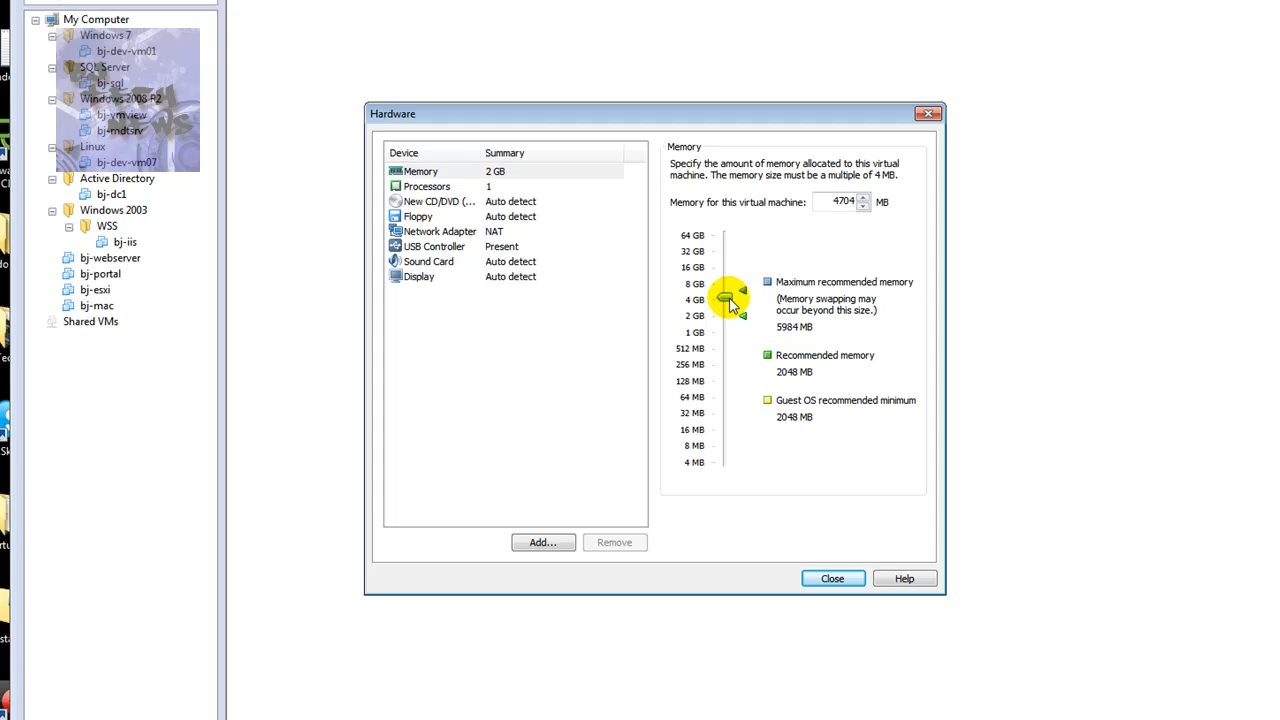 My Computer
Windows 7
bj-dev-vm01
SQL Server
bj-sql
Windows 2008 R2
bj-vmview
bj-mdtsrv
Linux
bj-dev-vm07
Active Directory
bj-dc1
Windows 2003
WSS
bj-iis
bj-webserver
bj-portal
bj-esxi
bj-mac
Shared VMs
Hardware
Device Summary
Memory 2 GB
Processors 1
New CD/DVD (... Auto detect
Floppy Auto detect
Network Adapter NAT
USB Controller Present
Sound Card Auto detect
Display Auto detect
Add... Remove
Memory
Specify the amount of memory allocated to this virtual
machine. The memory size must be a multiple of 4 MB.
Memory for this virtual machine: 4704 MB
64 GB
32 GB
16 GB
8 GB
4 GB
2 GB
1 GB
512 MB
256 MB
128 MB
64 MB
32 MB
16 MB
8 MB
4 MB
Maximum recommended memory
(Memory swapping may
occur beyond this size.)
5984 MB
Recommended memory
2048 MB
Guest OS recommended minimum
2048 MB
Close Help